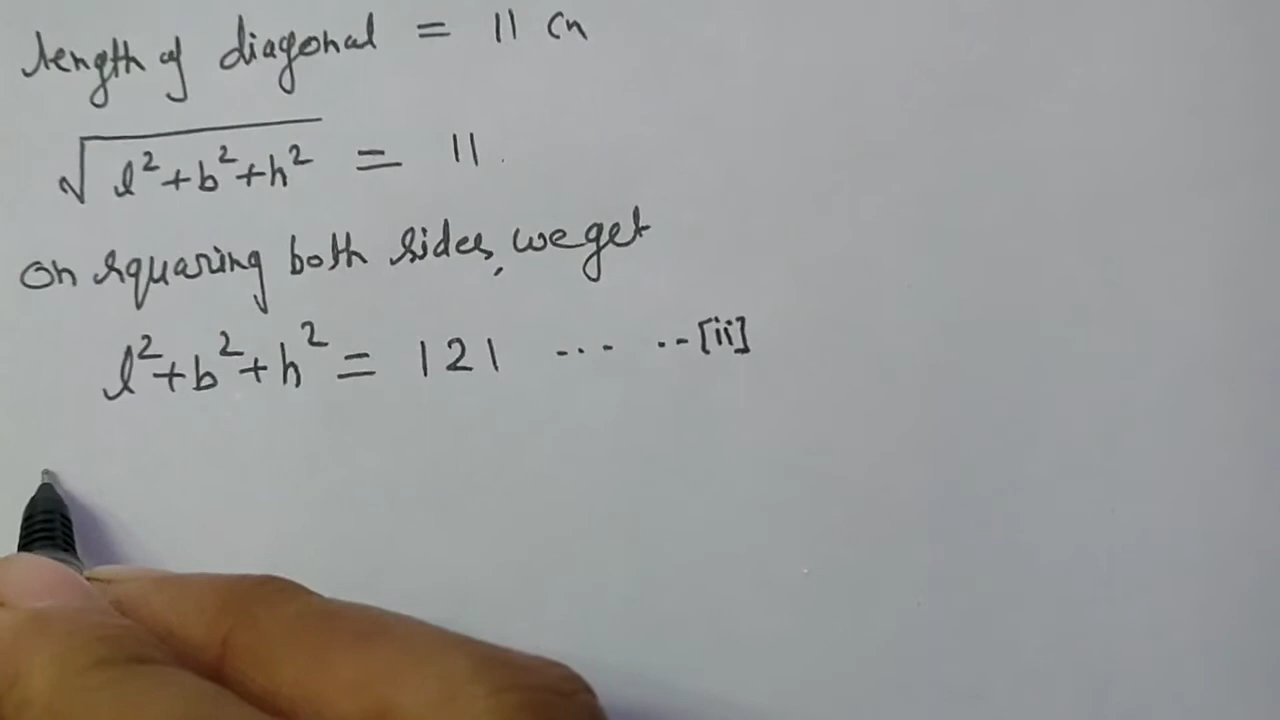 length of diagonal = 11 cm
√(l²+b²+h²) = 11
On squaring both sides, we get
l²+b²+h² = 121 ... ..[ii]